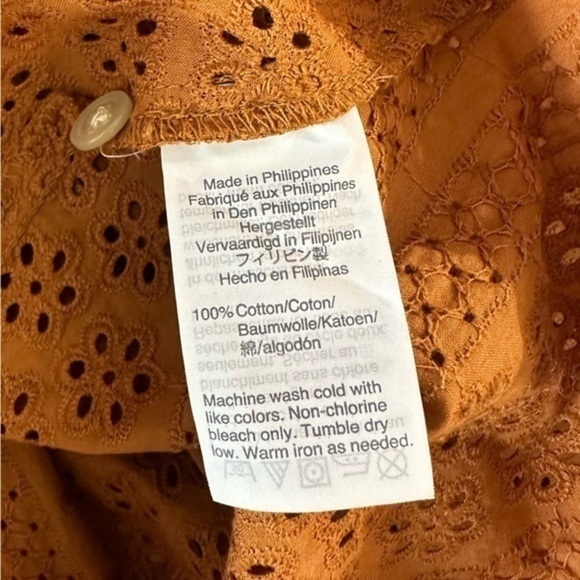 Made in Philippines
Fabriqué aux Philippines
in Den Philippinen
Hergestellt
Vervaardigd in Filipijnen
フィリピン製
Hecho en Filipinas
100% Cotton/Coton/
Baumwolle/Katoen/
綿/algodón
Machine wash cold with
like colors. Non-chlorine
bleach only. Tumble dry
low. Warm iron as needed.